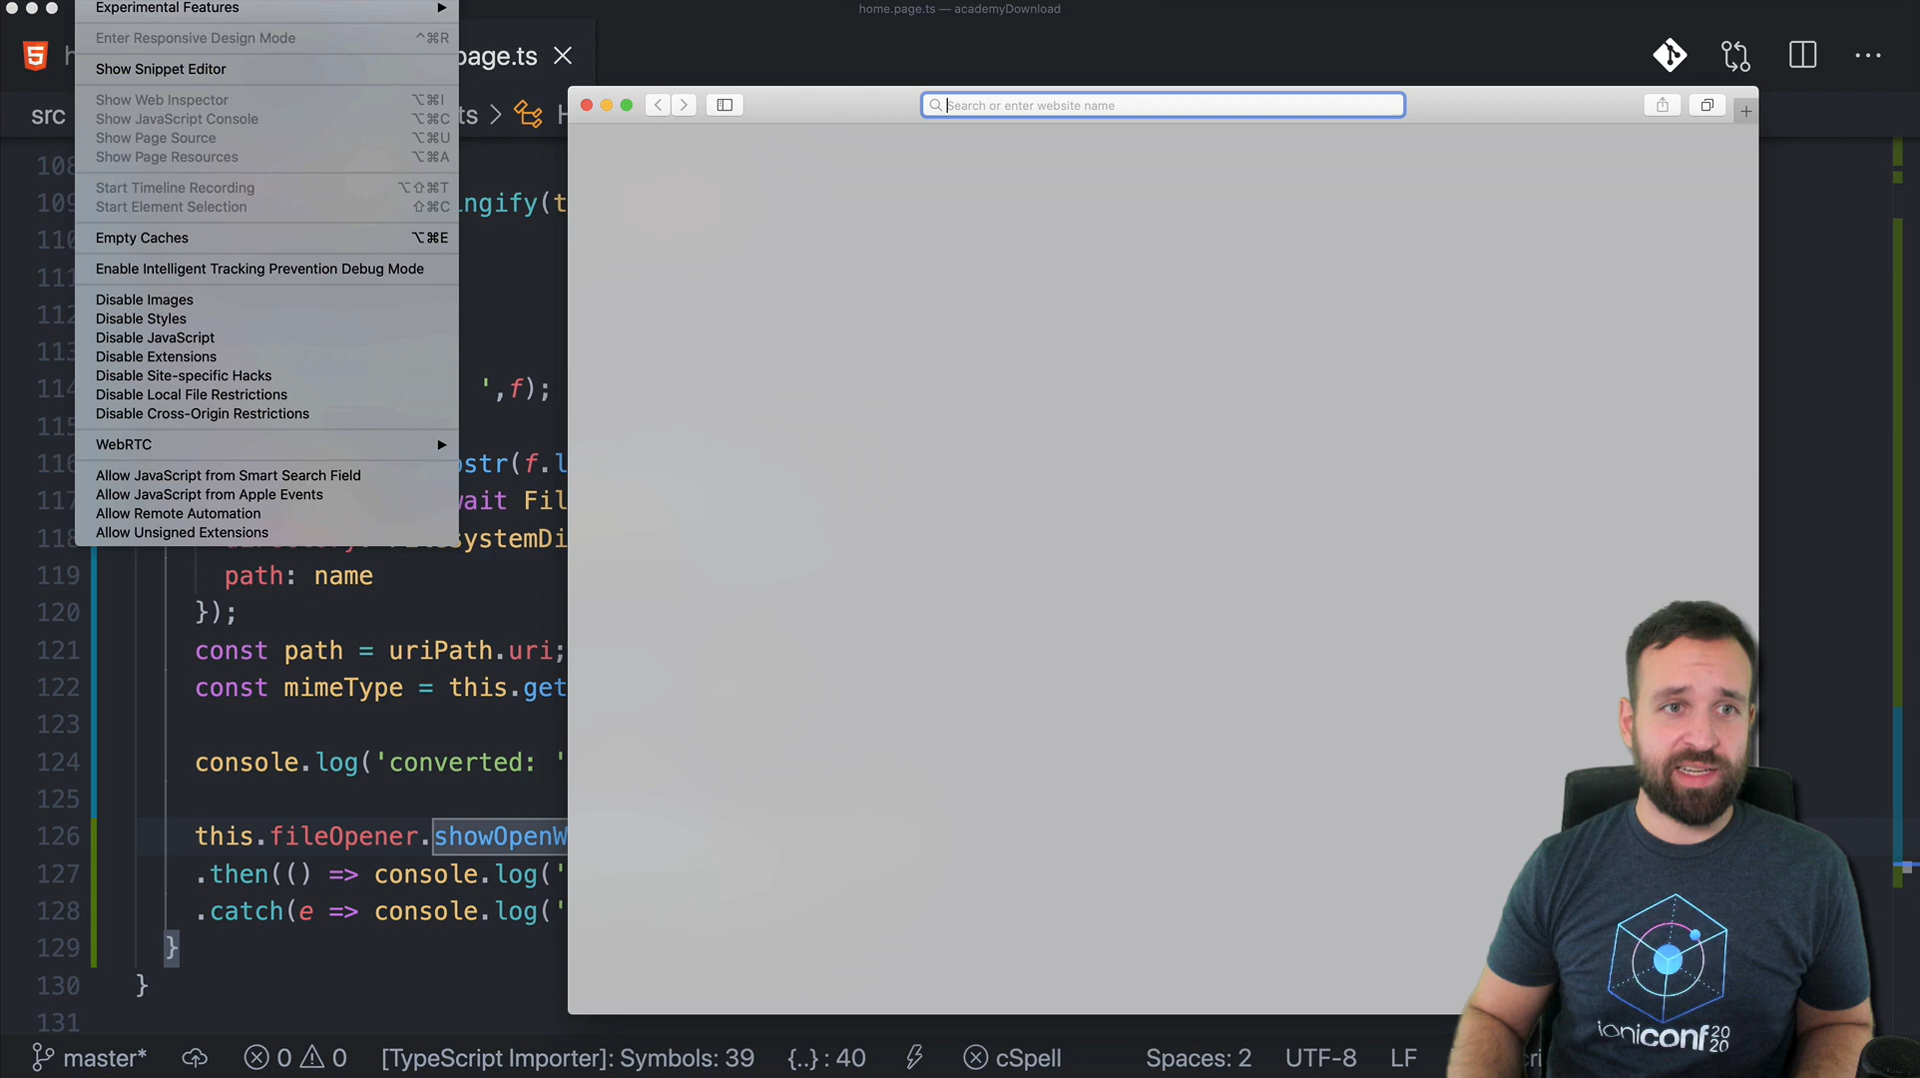 home.page.ts — academyDownload
Experimental Features
Enter Responsive Design Mode ^⌘R
Show Snippet Editor
Show Web Inspector ⌥⌘I
Show JavaScript Console ⌥⌘C
Show Page Source ⌥⌘U
Show Page Resources ⌥⌘A
Start Timeline Recording ⌥⇧⌘T
Start Element Selection ⇧⌘C
Empty Caches ⌥⌘E
Enable Intelligent Tracking Prevention Debug Mode
Disable Images
Disable Styles
Disable JavaScript
Disable Extensions
Disable Site-specific Hacks
Disable Local File Restrictions
Disable Cross-Origin Restrictions
WebRTC
Allow JavaScript from Smart Search Field
Allow JavaScript from Apple Events
Allow Remote Automation
Allow Unsigned Extensions
page.ts
src ts >
Search or enter website name
108
109 ingify(t
110
111
112
113
114 ',f);
115
116 ostr(f.l
117 wait Fil
118 systemDi
119 path: name
120 });
121 const path = uriPath.uri;
122 const mimeType = this.get
123
124 console.log('converted: '
125
126 this.fileOpener.showOpenW
127 .then(() => console.log('
128 .catch(e => console.log('
129 }
130 }
131
master* 0 0 [TypeScript Importer]: Symbols: 39 {..} : 40 cSpell Spaces: 2 UTF-8 LF
ioniconf 20
20